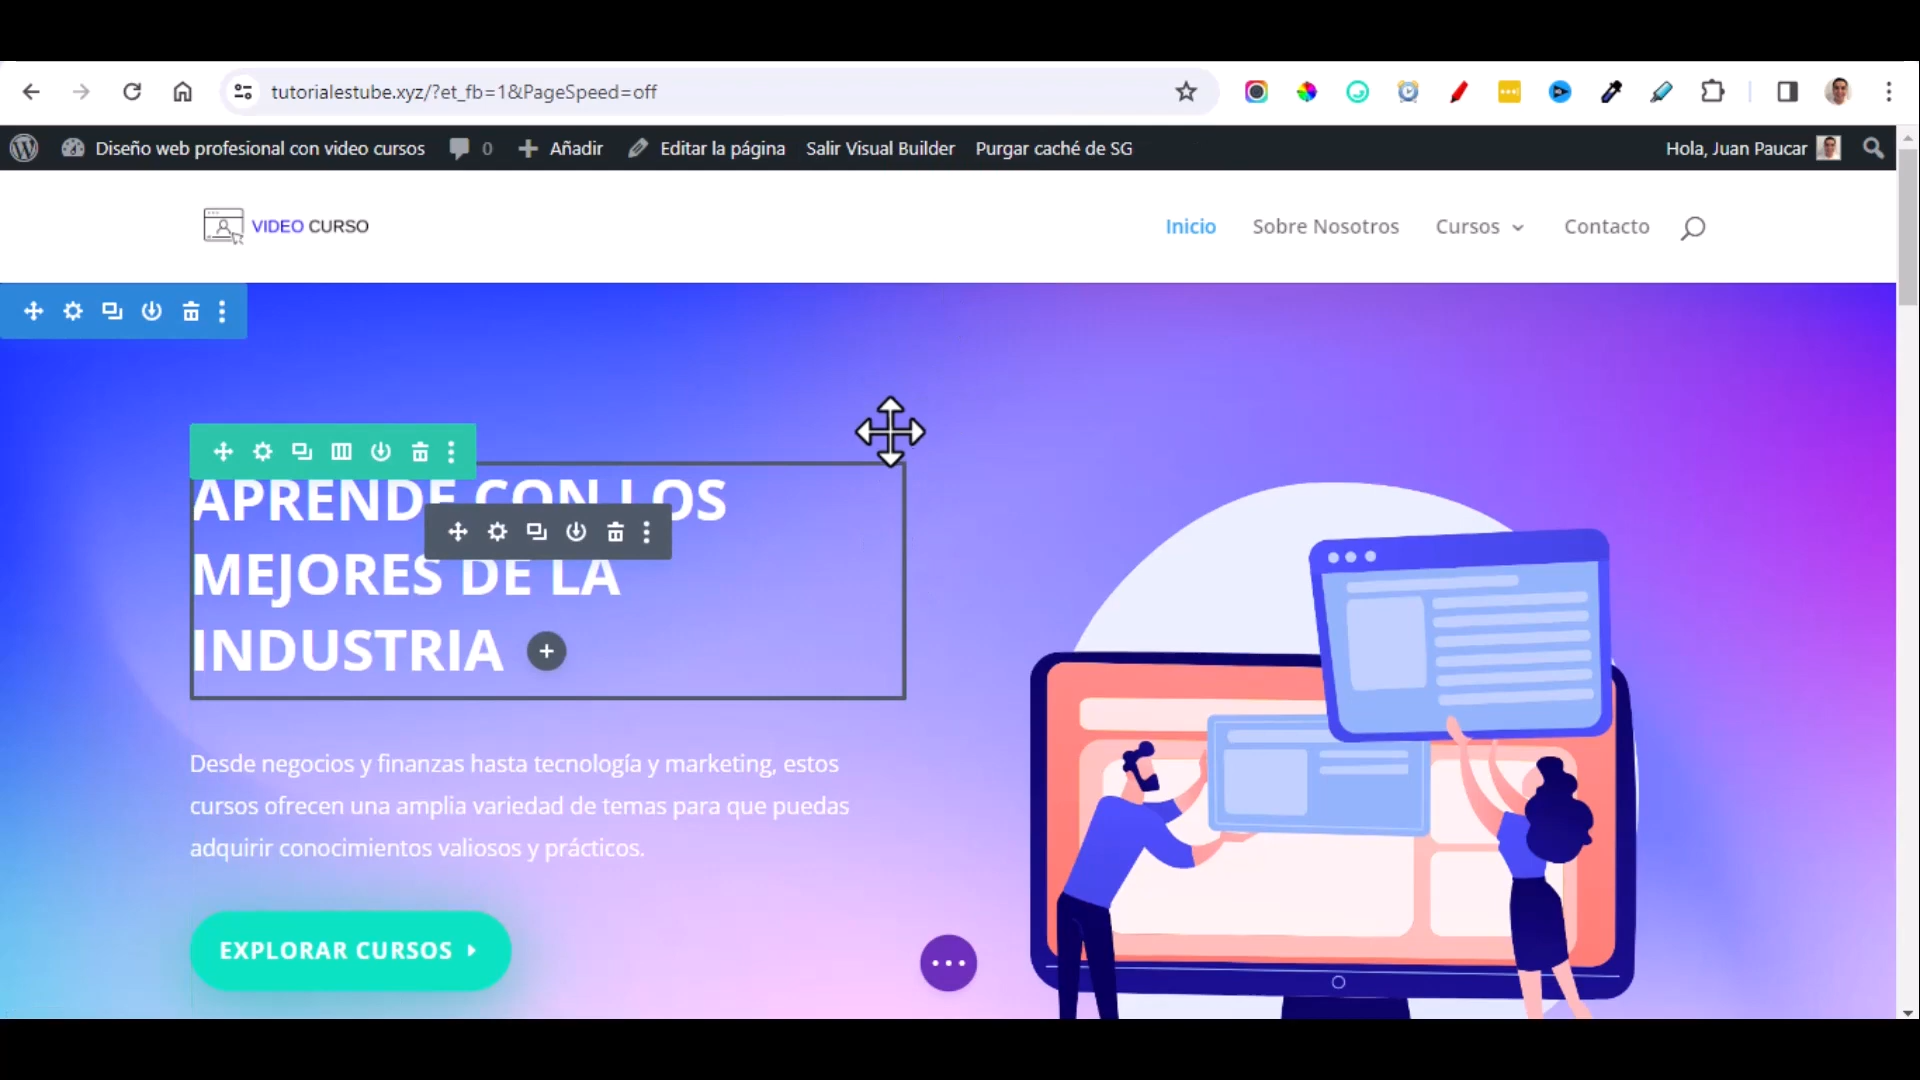 tutorialestube.xyz/?et_fb=1&PageSpeed=off
Diseño web profesional con video cursos 0 Añadir Editar la página Salir Visual Builder Purgar caché de SG Hola, Juan Paucar
VIDEO CURSO Inicio Sobre Nosotros Cursos Contacto
APRENDE CON LOS
MEJORES DE LA
INDUSTRIA
Desde negocios y finanzas hasta tecnología y marketing, estos
cursos ofrecen una amplia variedad de temas para que puedas
adquirir conocimientos valiosos y prácticos.
EXPLORAR CURSOS